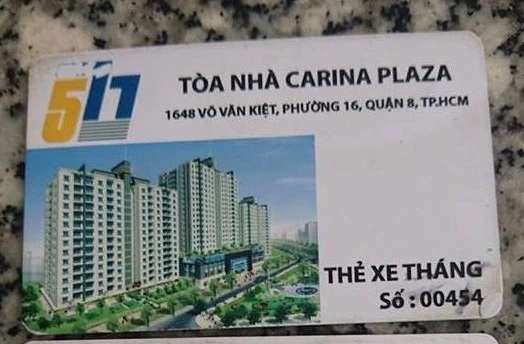 577
TÒA NHÀ CARINA PLAZA
1648 VÕ VĂN KIỆT, PHƯỜNG 16, QUẬN 8, TP.HCM
THẺ XE THÁNG
Số : 00454